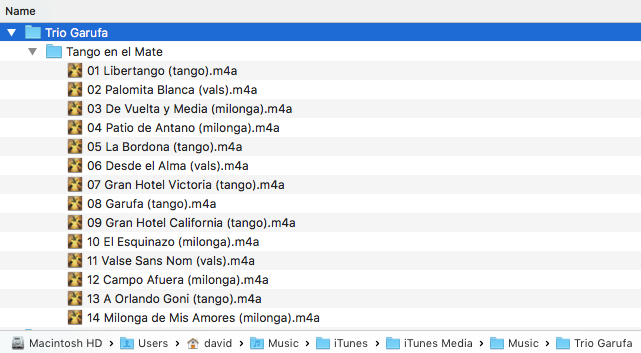 Name
Trio Garufa
Tango en el Mate
01 Libertango (tango).m4a
02 Palomita Blanca (vals).m4a
03 De Vuelta y Media (milonga).m4a
04 Patio de Antano (milonga).m4a
05 La Bordona (tango).m4a
06 Desde el Alma (vals).m4a
07 Gran Hotel Victoria (tango).m4a
08 Garufa (tango).m4a
09 Gran Hotel California (tango).m4a
10 El Esquinazo (milonga).m4a
11 Valse Sans Nom (vals).m4a
12 Campo Afuera (milonga).m4a
13 A Orlando Goni (tango).m4a
14 Milonga de Mis Amores (milonga).m4a
Macintosh HD > Users > david > Music > iTunes > iTunes Media > Music > Trio Garufa